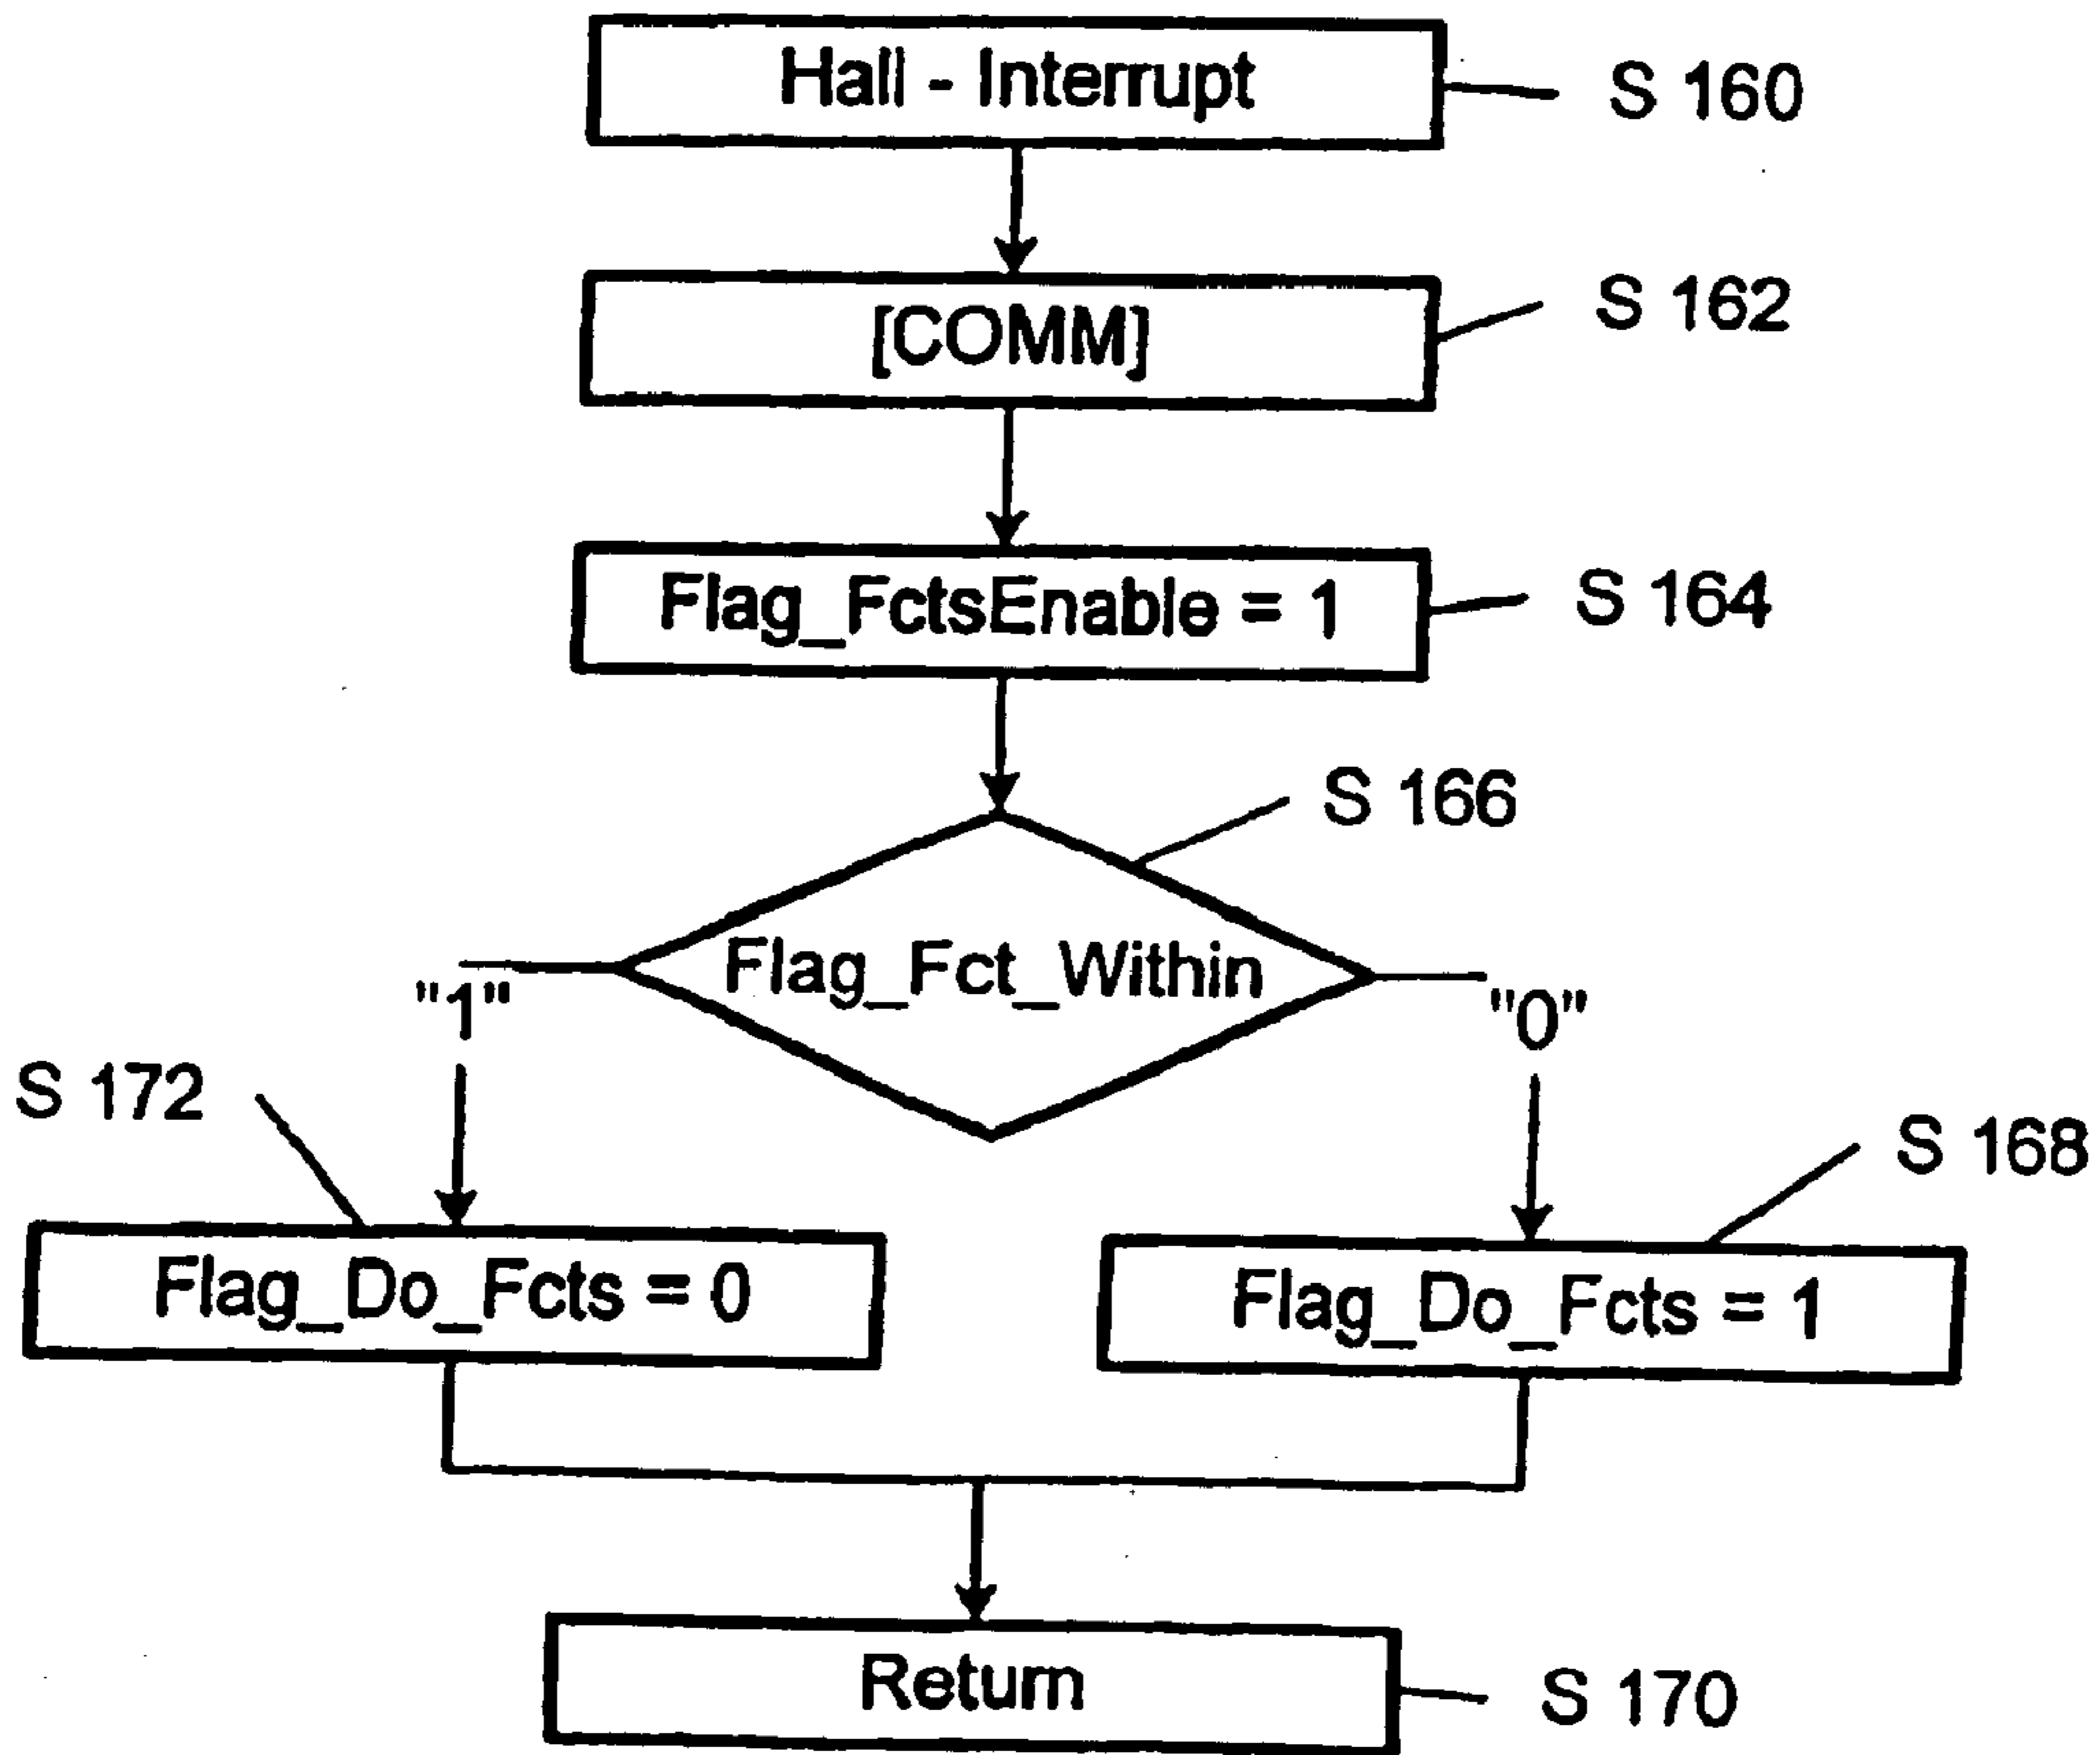 Hall - Interrupt
S 160
[COMM]
S 162
Flag_FctsEnable = 1
S 164
S 166
Flag_Fct_Within
"1"
"0"
S 172
S 168
Flag_Do_Fcts = 0
Flag_Do_Fcts = 1
Return
S 170